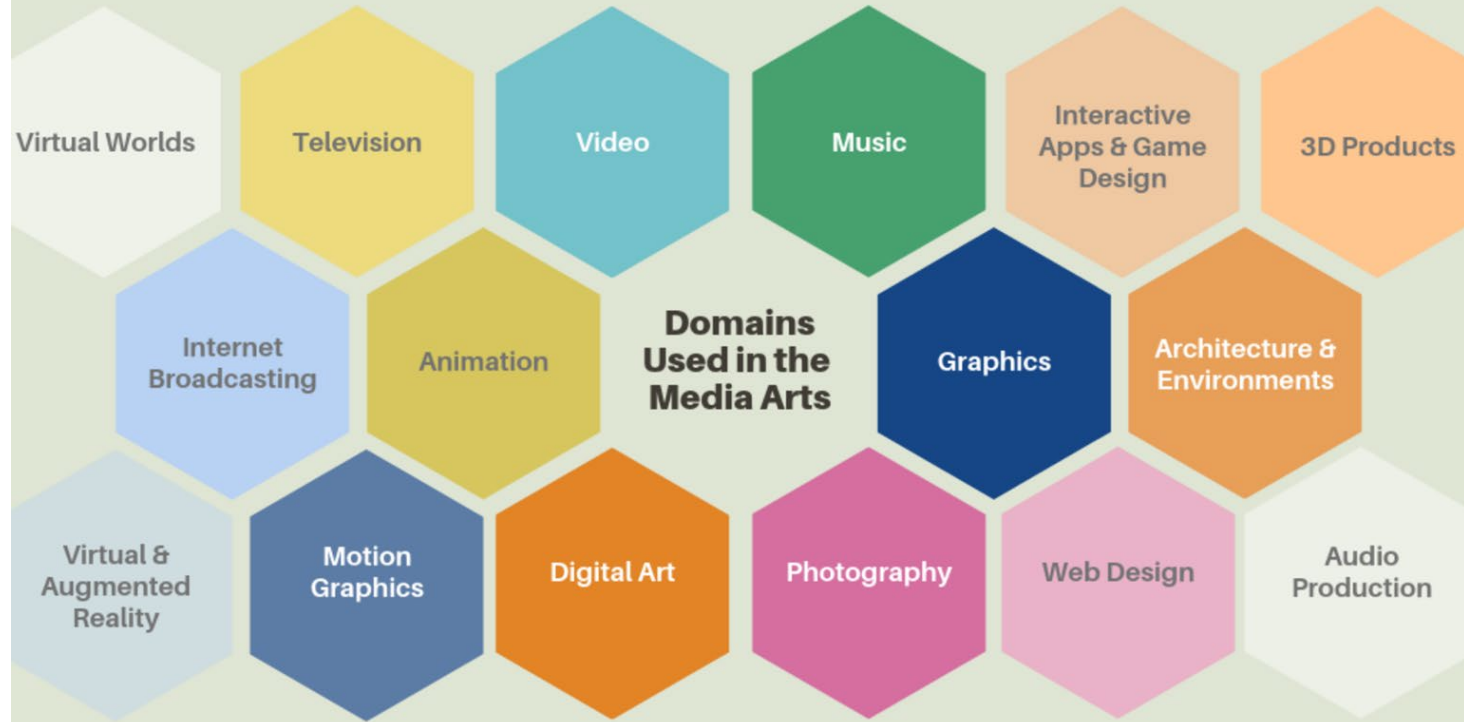 Virtual Worlds
Television
Video
Music
Interactive
Apps & Game
Design
3D Products
Internet
Broadcasting
Animation
Domains
Used in the
Media Arts
Graphics
Architecture &
Environments
Virtual &
Augmented
Reality
Motion
Graphics
Digital Art
Photography
Web Design
Audio
Production